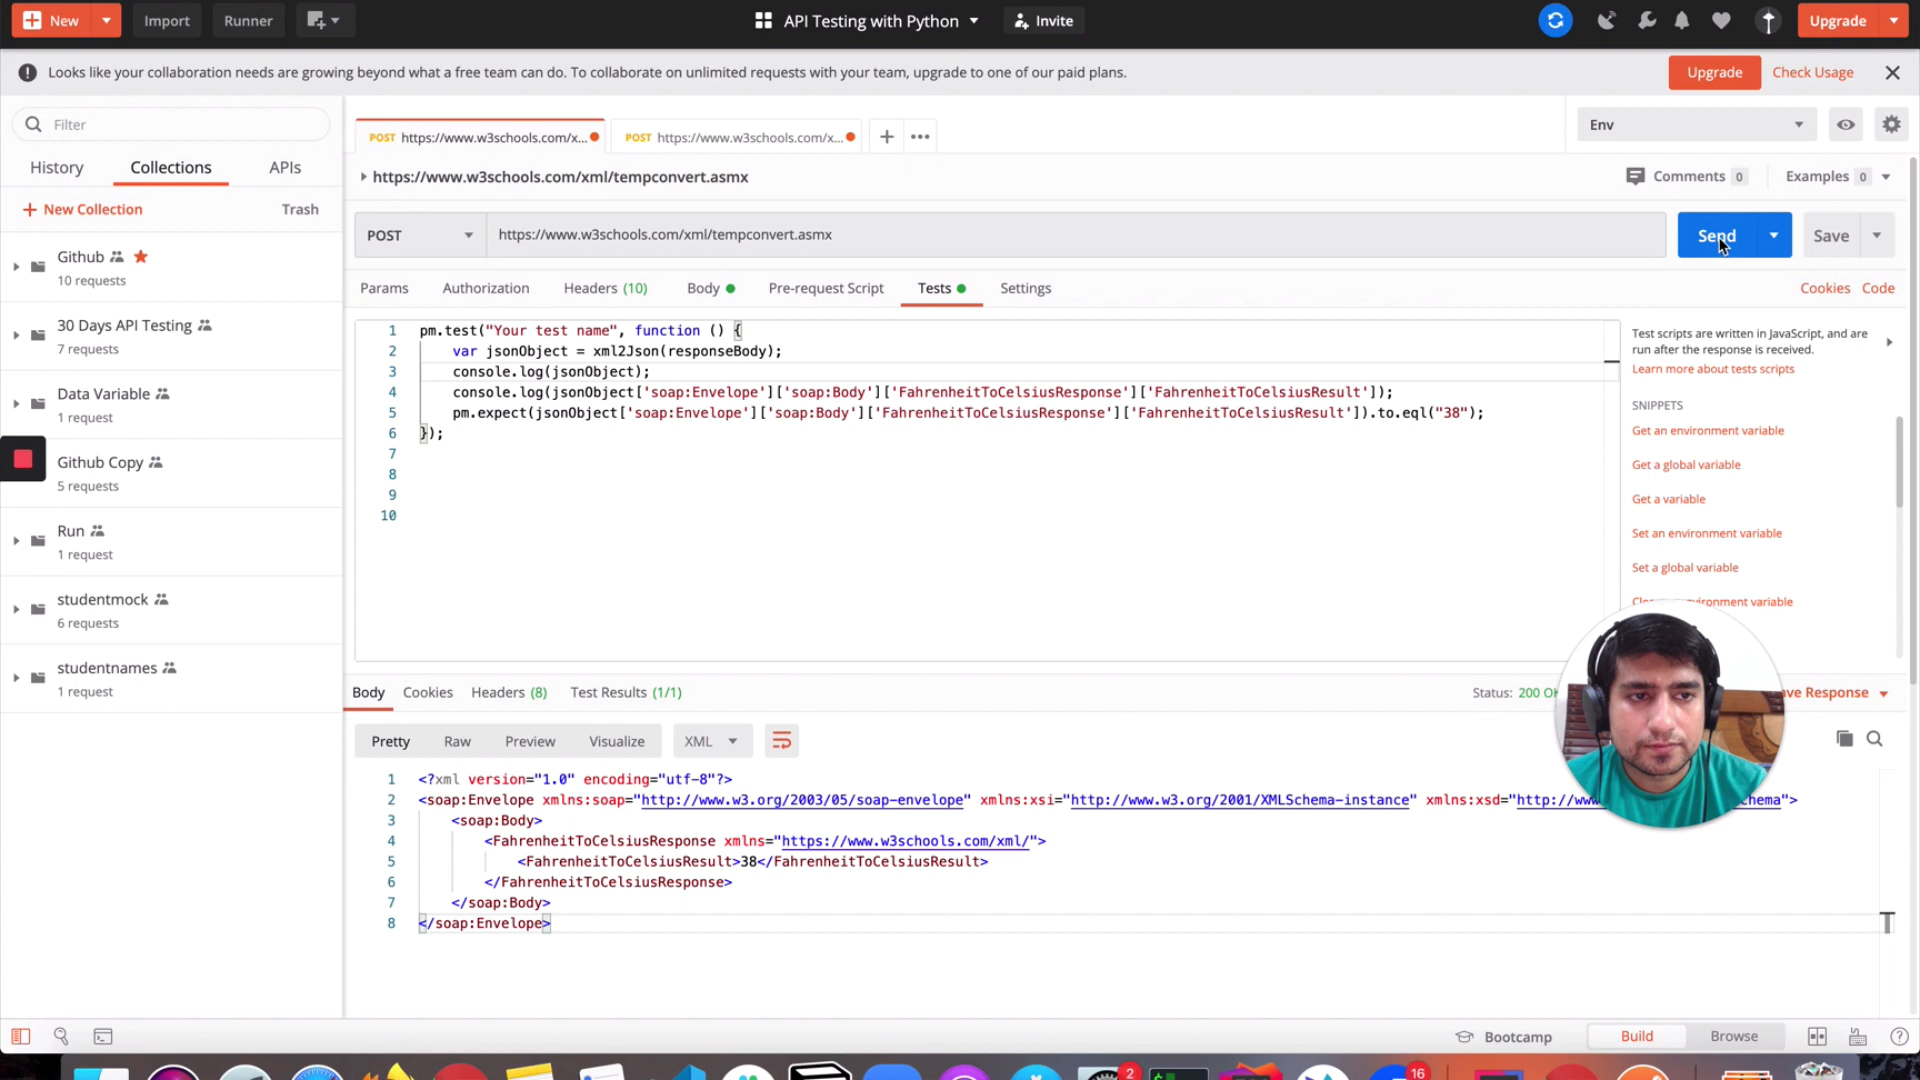 New Import Runner API Testing with Python Invite Upgrade
Looks like your collaboration needs are growing beyond what a free team can do. To collaborate on unlimited requests with your team, upgrade to one of our paid plans. Upgrade Check Usage
Filter
POST https://www.w3schools.com/x... POST https://www.w3schools.com/x... Env
History Collections APIs
https://www.w3schools.com/xml/tempconvert.asmx Comments 0 Examples 0
New Collection Trash
POST https://www.w3schools.com/xml/tempconvert.asmx Send Save
Github
10 requests
30 Days API Testing
7 requests
Data Variable
1 request
Github Copy
5 requests
Run
1 request
studentmock
6 requests
studentnames
1 request
Params Authorization Headers (10) Body Pre-request Script Tests Settings Cookies Code
1 pm.test("Your test name", function () {
2 var jsonObject = xml2Json(responseBody);
3 console.log(jsonObject);
4 console.log(jsonObject['soap:Envelope']['soap:Body']['FahrenheitToCelsiusResponse']['FahrenheitToCelsiusResult']);
5 pm.expect(jsonObject['soap:Envelope']['soap:Body']['FahrenheitToCelsiusResponse']['FahrenheitToCelsiusResult']).to.eql("38");
6 });
7
8
9
10
Test scripts are written in JavaScript, and are
run after the response is received.
Learn more about tests scripts
SNIPPETS
Get an environment variable
Get a global variable
Get a variable
Set an environment variable
Set a global variable
Body Cookies Headers (8) Test Results (1/1) Status: 200 Response
Pretty Raw Preview Visualize XML
1 <?xml version="1.0" encoding="utf-8"?>
2 <soap:Envelope xmlns:soap="http://www.w3.org/2003/05/soap-envelope" xmlns:xsi="http://www.w3.org/2001/XMLSchema-instance" xmlns:xsd="http://ww
3 <soap:Body>
4 <FahrenheitToCelsiusResponse xmlns="https://www.w3schools.com/xml/">
5 <FahrenheitToCelsiusResult>38</FahrenheitToCelsiusResult>
6 </FahrenheitToCelsiusResponse>
7 </soap:Body>
8 </soap:Envelope>
Bootcamp Build Browse
2 16